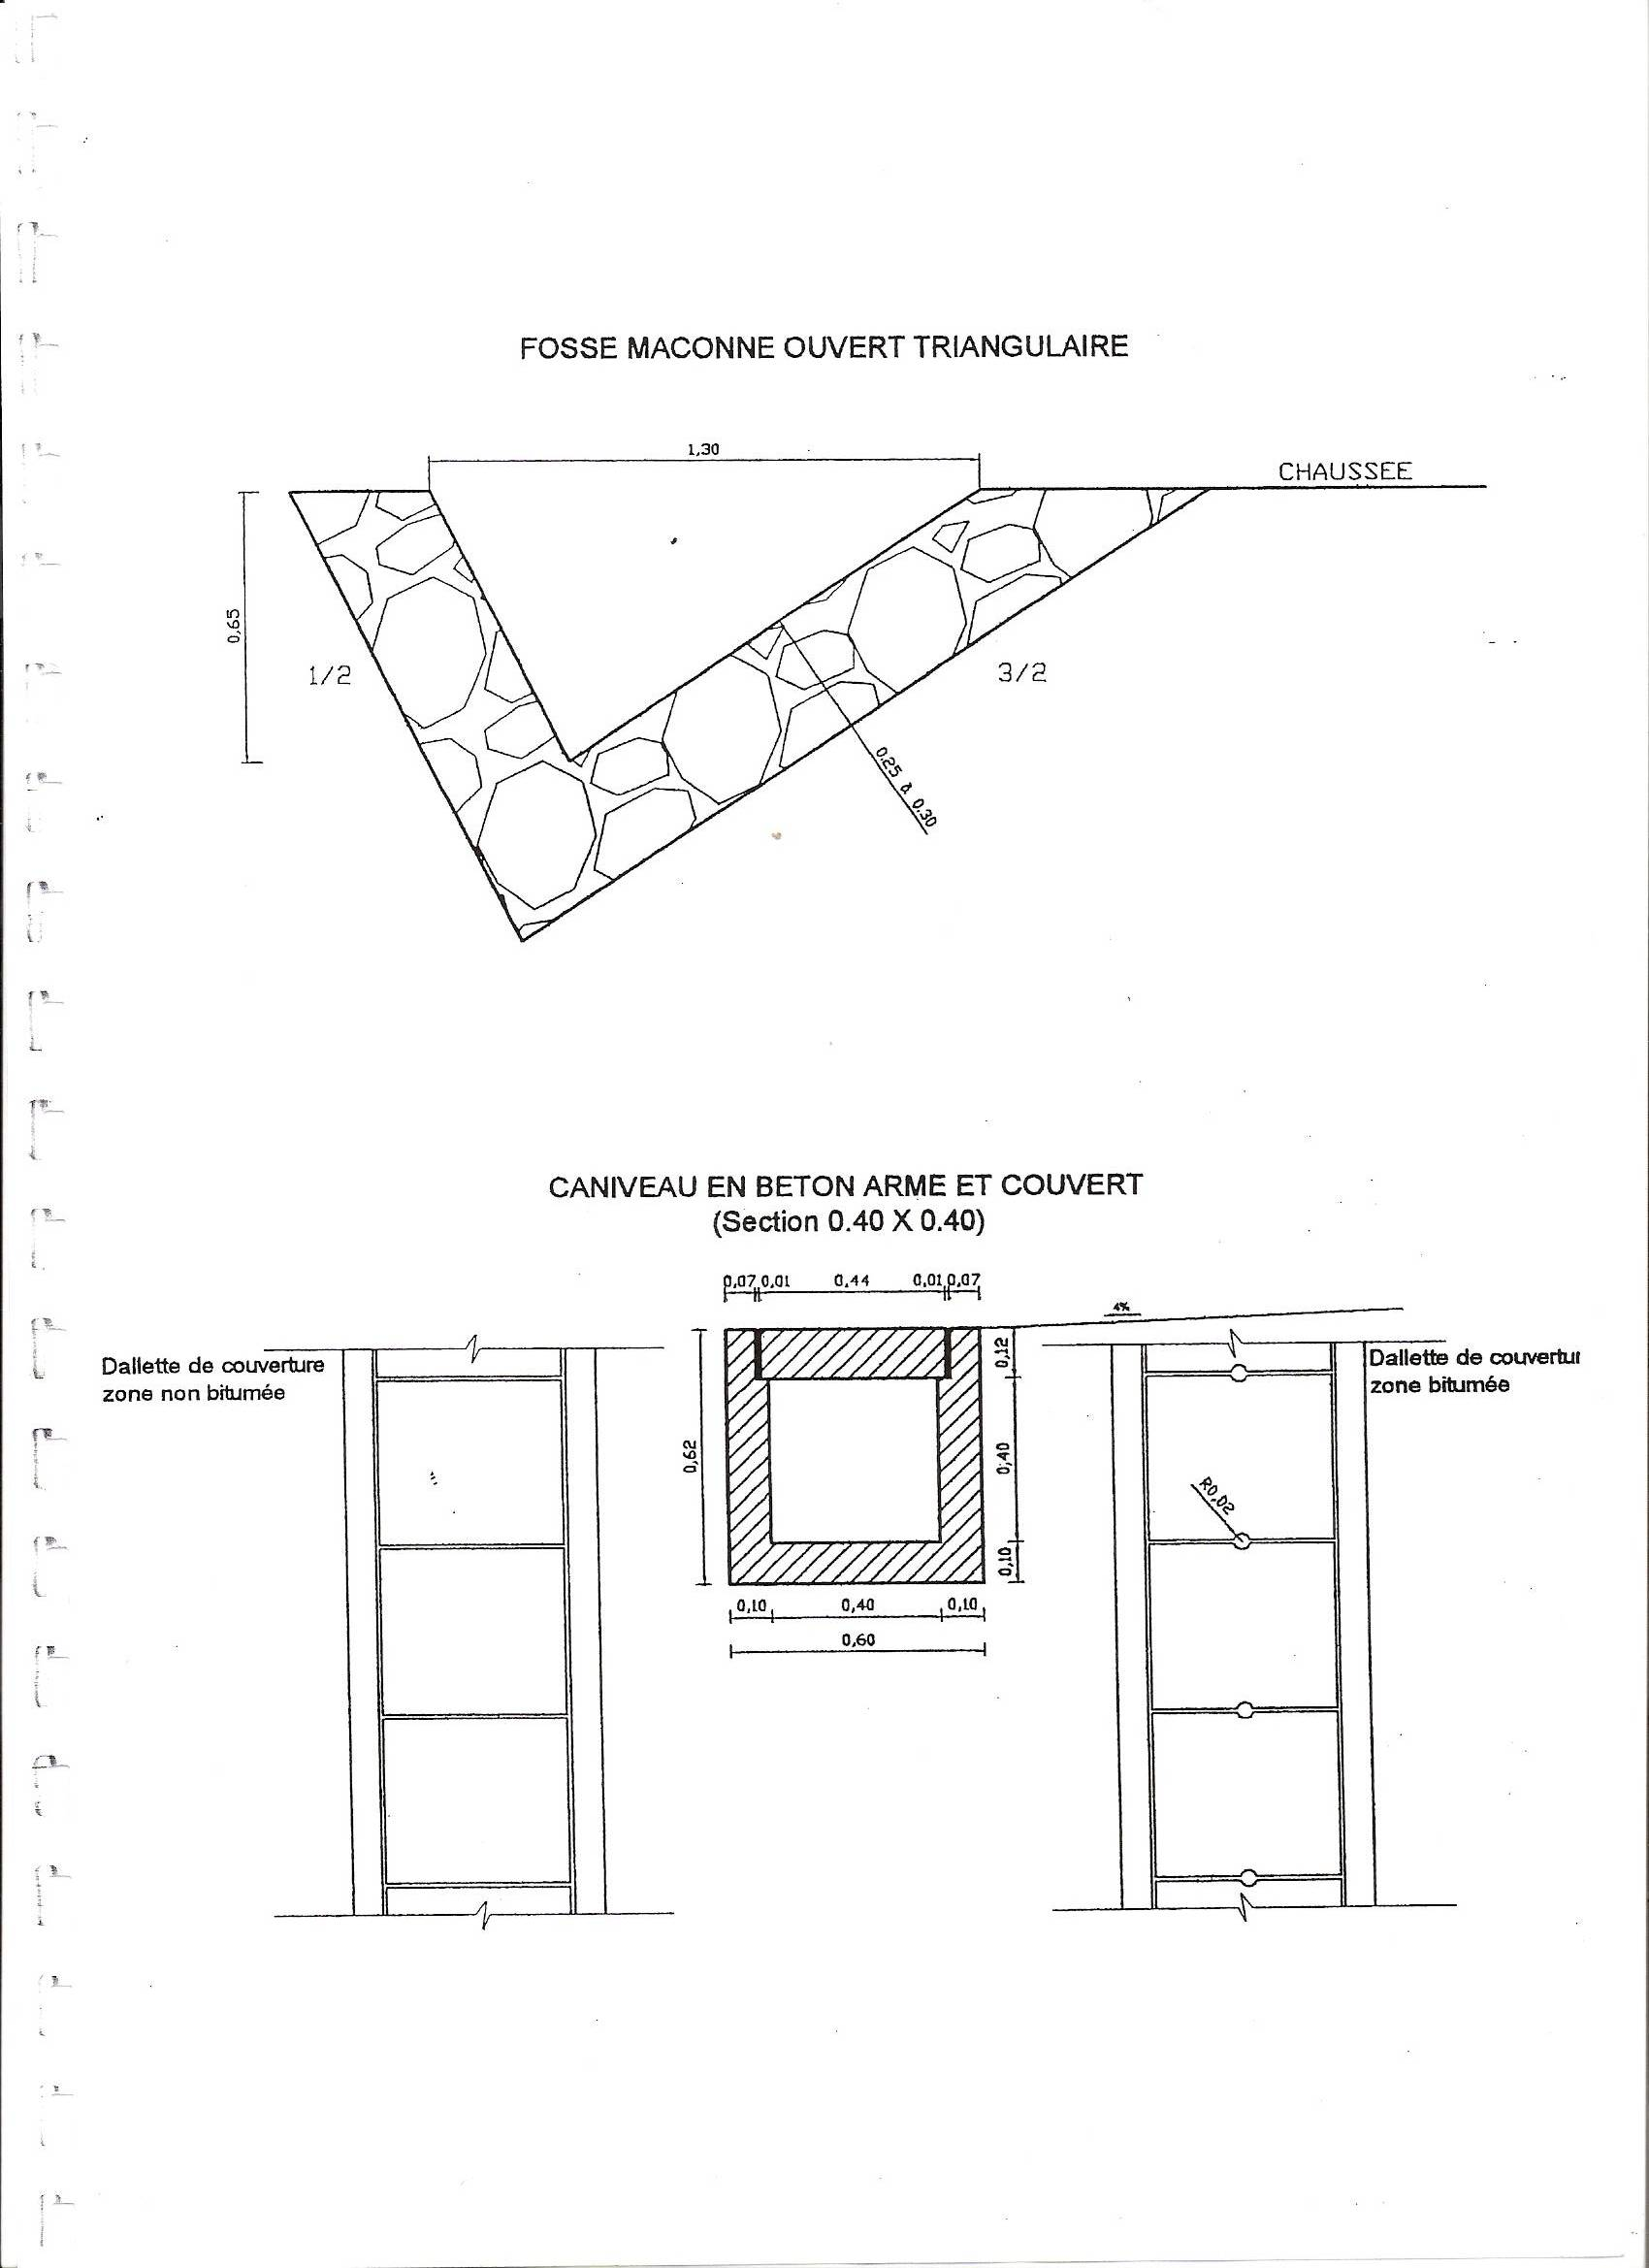 FOSSE MACONNE OUVERT TRIANGULAIRE
1,30
CHAUSSEE
0,65
1/2
3/2
0.25 à 0.30
CANIVEAU EN BETON ARME ET COUVERT
(Section 0.40 X 0.40)
0,07 0,01 0,44 0,01 0,07
4%
Dallette de couverture
zone non bitumée
0,12
Dallette de couvertur
zone bitumée
0,62
0,40
R0,02
0,10
0,10 0,40 0,10
0,60